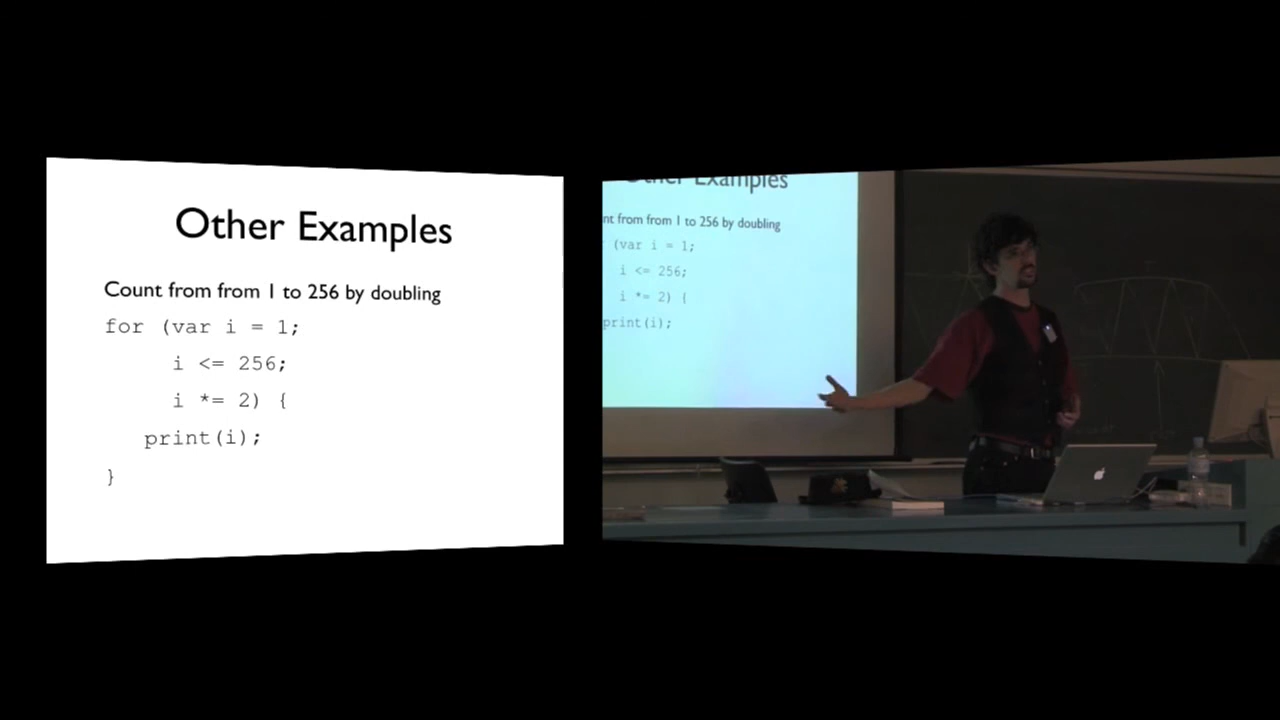 Other Examples
Count from from 1 to 256 by doubling
for (var i = 1;
i <= 256;
i *= 2) {
print(i);
}
Other Examples
nt from from 1 to 256 by doubling
(var i = 1;
i <= 256;
i *= 2) {
print(i);